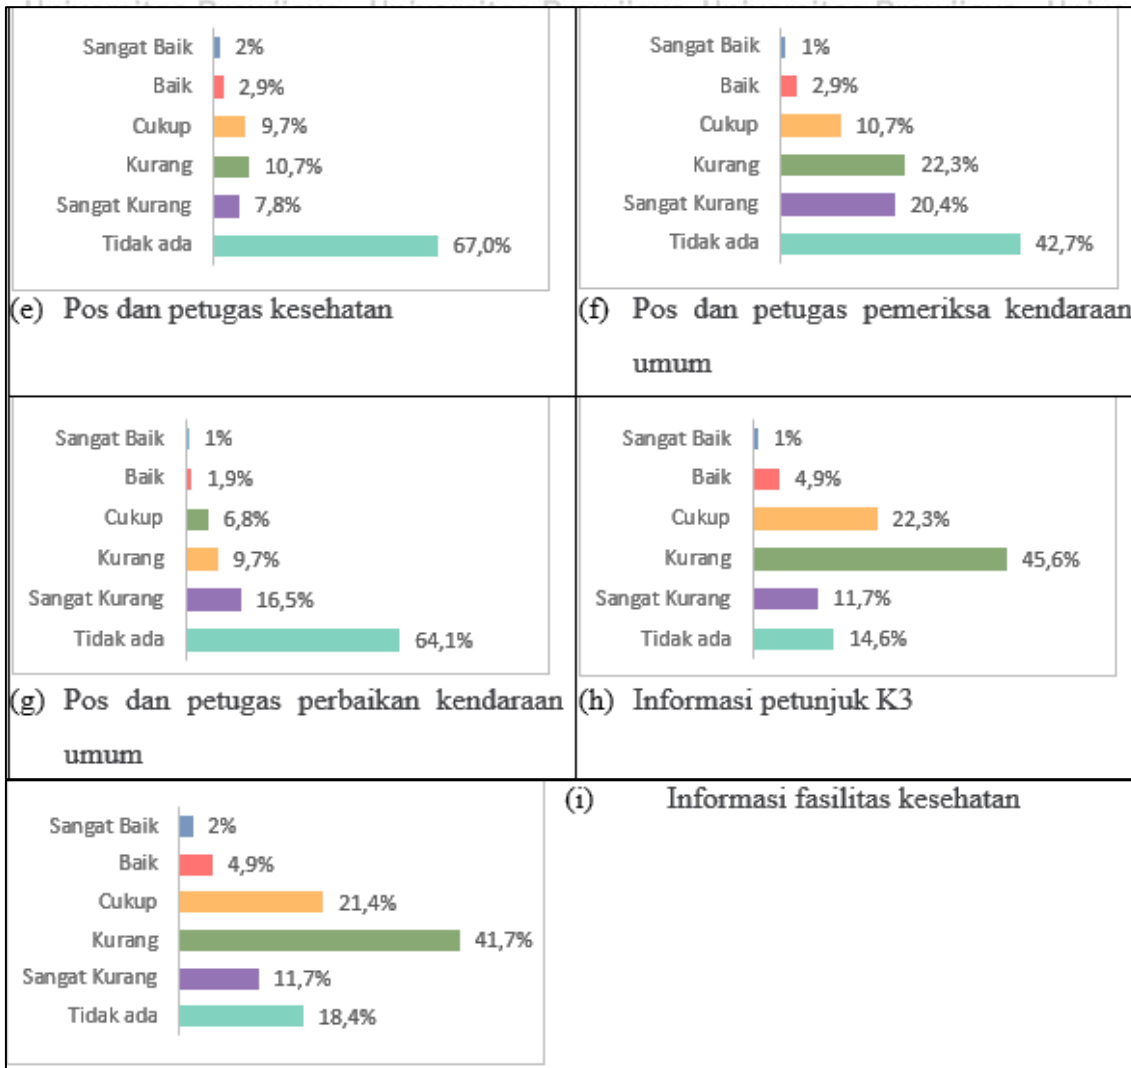 Sangat Baik 2%
Baik 2,9%
Cukup 9,7%
Kurang 10,7%
Sangat Kurang 7,8%
Tidak ada 67,0%
(e) Pos dan petugas kesehatan
Sangat Baik 1%
Baik 2,9%
Cukup 10,7%
Kurang 22,3%
Sangat Kurang 20,4%
Tidak ada 42,7%
(f) Pos dan petugas pemeriksa kendaraan
umum
Sangat Baik 1%
Baik 1,9%
Cukup 6,8%
Kurang 9,7%
Sangat Kurang 16,5%
Tidak ada 64,1%
(g) Pos dan petugas perbaikan kendaraan
umum
Sangat Baik 1%
Baik 4,9%
Cukup 22,3%
Kurang 45,6%
Sangat Kurang 11,7%
Tidak ada 14,6%
(h) Informasi petunjuk K3
Sangat Baik 2%
Baik 4,9%
Cukup 21,4%
Kurang 41,7%
Sangat Kurang 11,7%
Tidak ada 18,4%
(i) Informasi fasilitas kesehatan